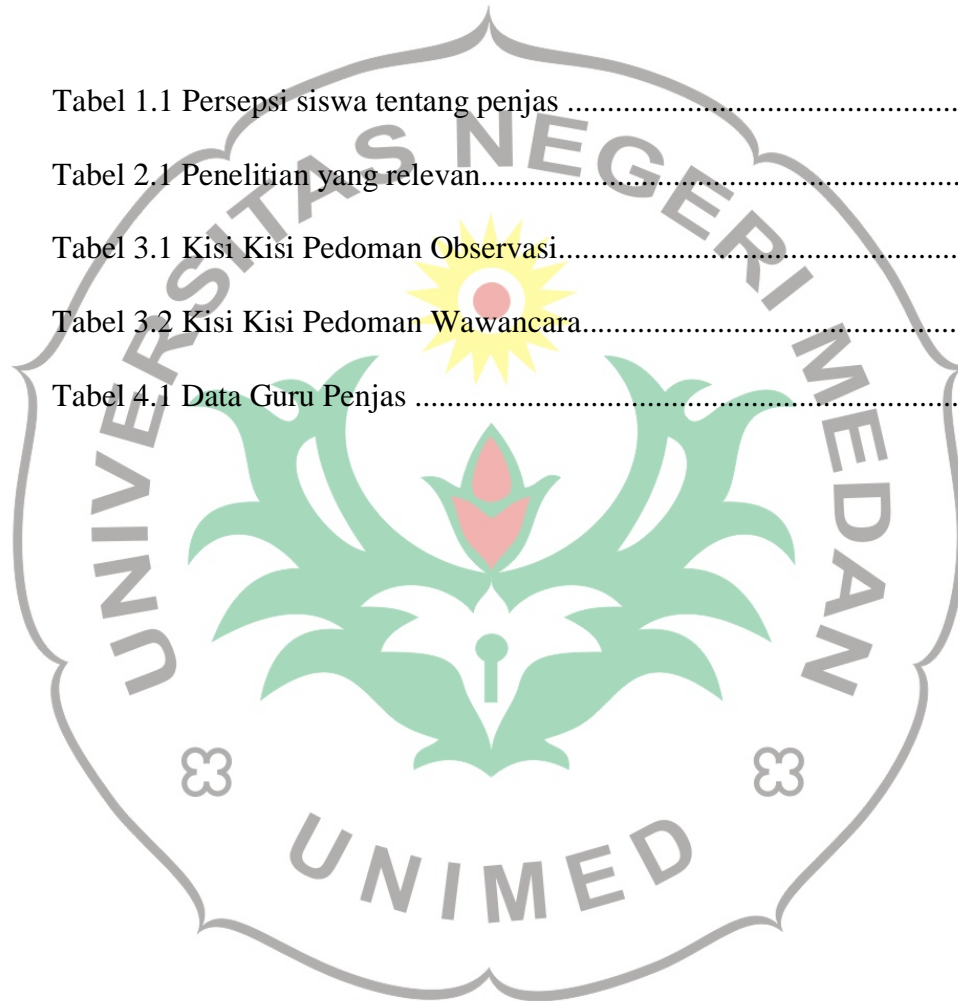 Tabel 1.1 Persepsi siswa tentang penjas ................................................
Tabel 2.1 Penelitian yang relevan...........................................................
Tabel 3.1 Kisi Kisi Pedoman Observasi..................................................
Tabel 3.2 Kisi Kisi Pedoman Wawancara...............................................
Tabel 4.1 Data Guru Penjas ...................................................................
UNIVERSITAS NEGERI MEDAN
UNIMED